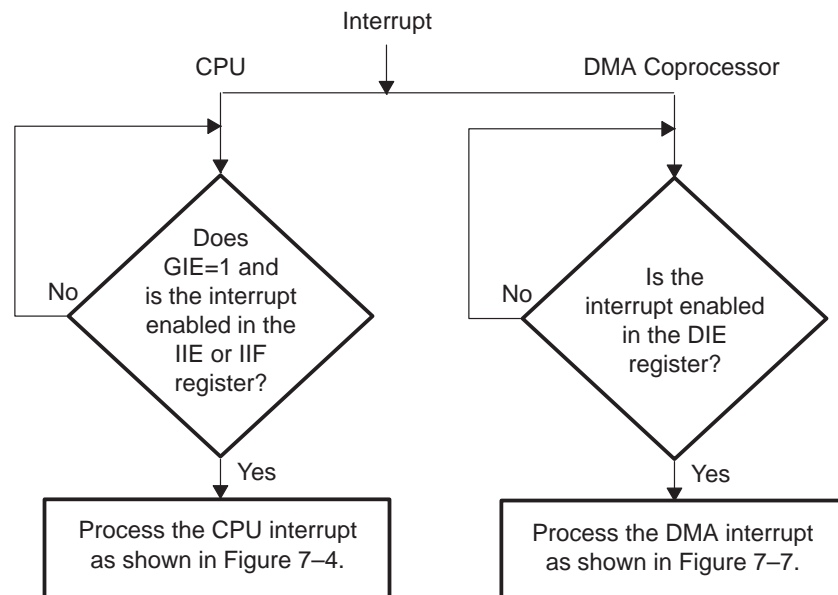 Interrupt
CPU
DMA Coprocessor
Does
GIE=1 and
is the interrupt
enabled in the
IIE or IIF
register?
No
Yes
Process the CPU interrupt
as shown in Figure 7–4.
Is the
interrupt enabled
in the DIE
register?
No
Yes
Process the DMA interrupt
as shown in Figure 7–7.